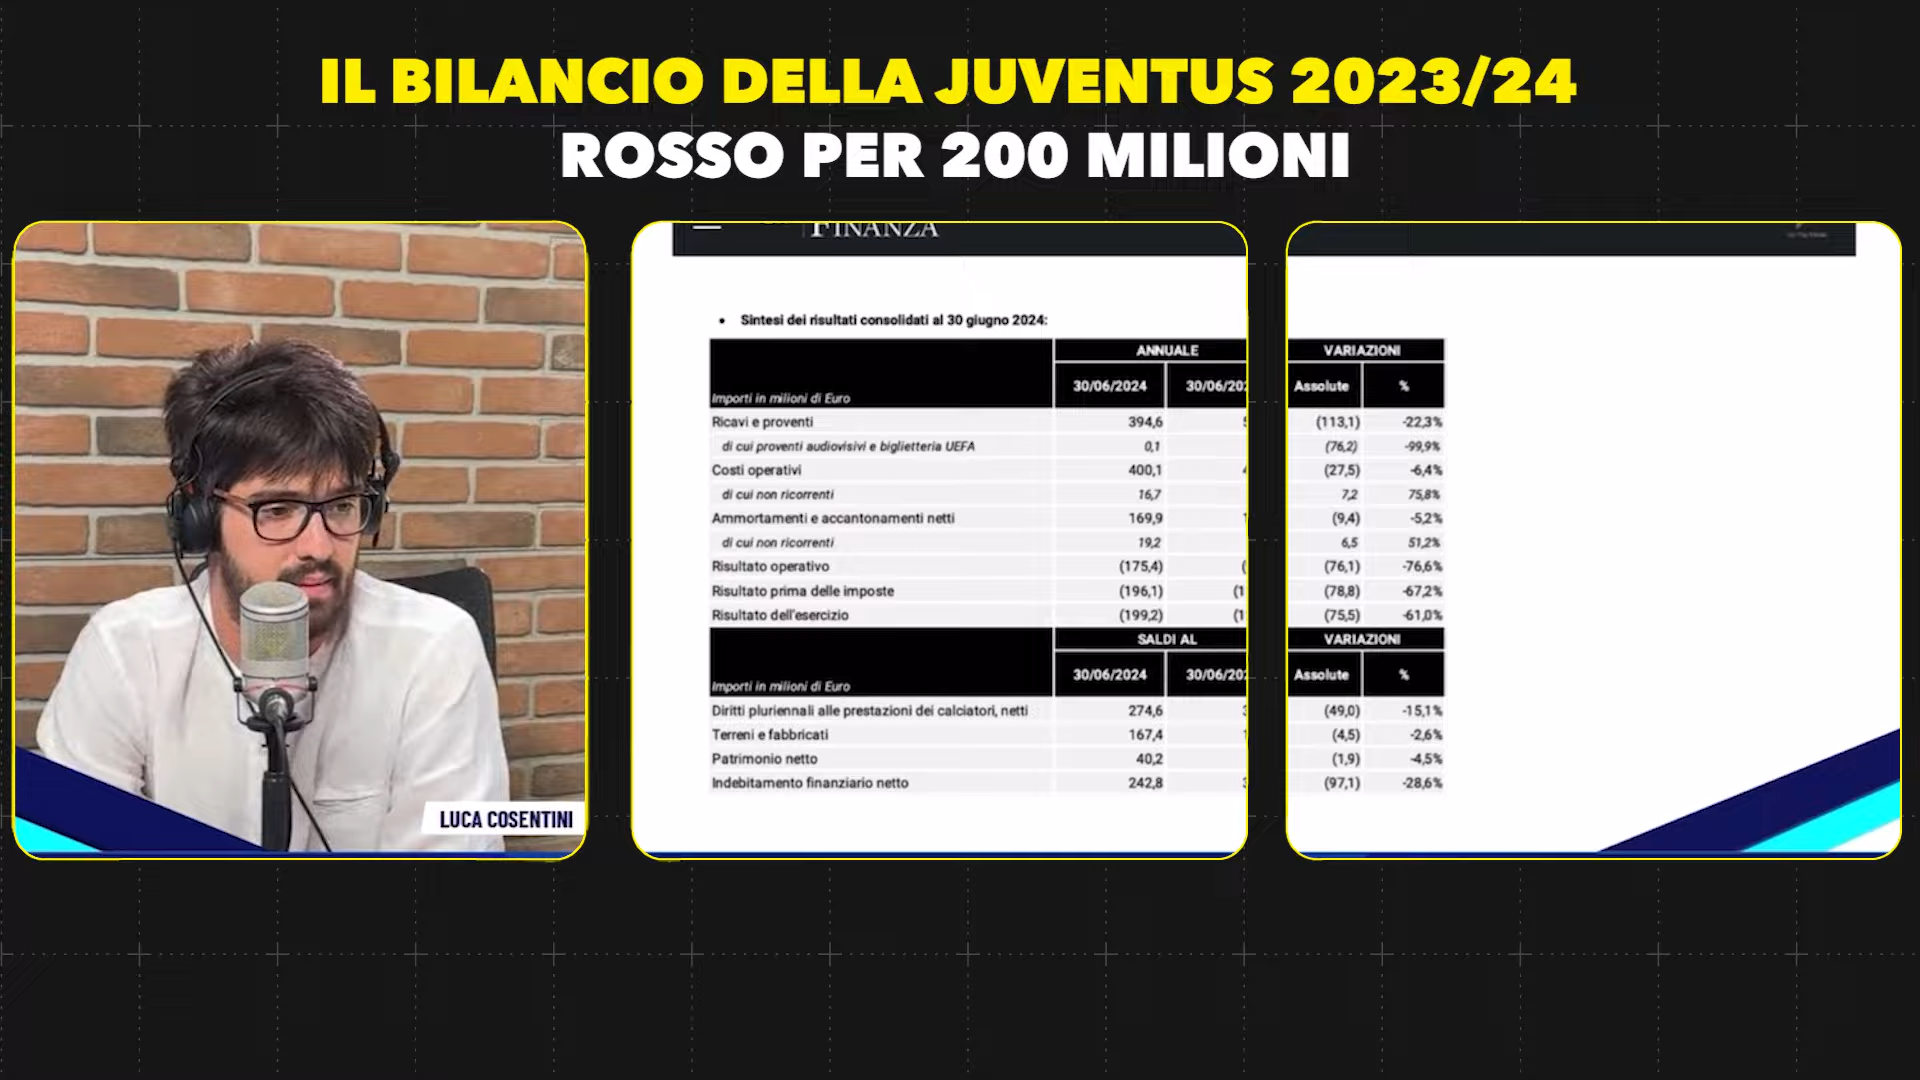 IL BILANCIO DELLA JUVENTUS 2023/24
ROSSO PER 200 MILIONI
FINANZA
• Sintesi dei risultati consolidati al 30 giugno 2024:
ANNUALE VARIAZIONI
Importi in milioni di Euro 30/06/2024 30/06/202 Assolute %
Ricavi e proventi 394,6 (113,1) -22,3%
di cui proventi audiovisivi e biglietteria UEFA 0,1 (76,2) -99,9%
Costi operativi 400,1 (27,5) -6,4%
di cui non ricorrenti 16,7 7,2 75,8%
Ammortamenti e accantonamenti netti 169,9 (9,4) -5,2%
di cui non ricorrenti 19,2 6,5 51,2%
Risultato operativo (175,4) (76,1) -76,6%
Risultato prima delle imposte (196,1) (1 (78,8) -67,2%
Risultato dell'esercizio (199,2) (1 (75,5) -61,0%
SALDI AL VARIAZIONI
Importi in milioni di Euro 30/06/2024 30/06/202 Assolute %
Diritti pluriennali alle prestazioni dei calciatori, netti 274,6 (49,0) -15,1%
Terreni e fabbricati 167,4 (4,5) -2,6%
Patrimonio netto 40,2 (1,9) -4,5%
Indebitamento finanziario netto 242,8 (97,1) -28,6%
LUCA COSENTINI